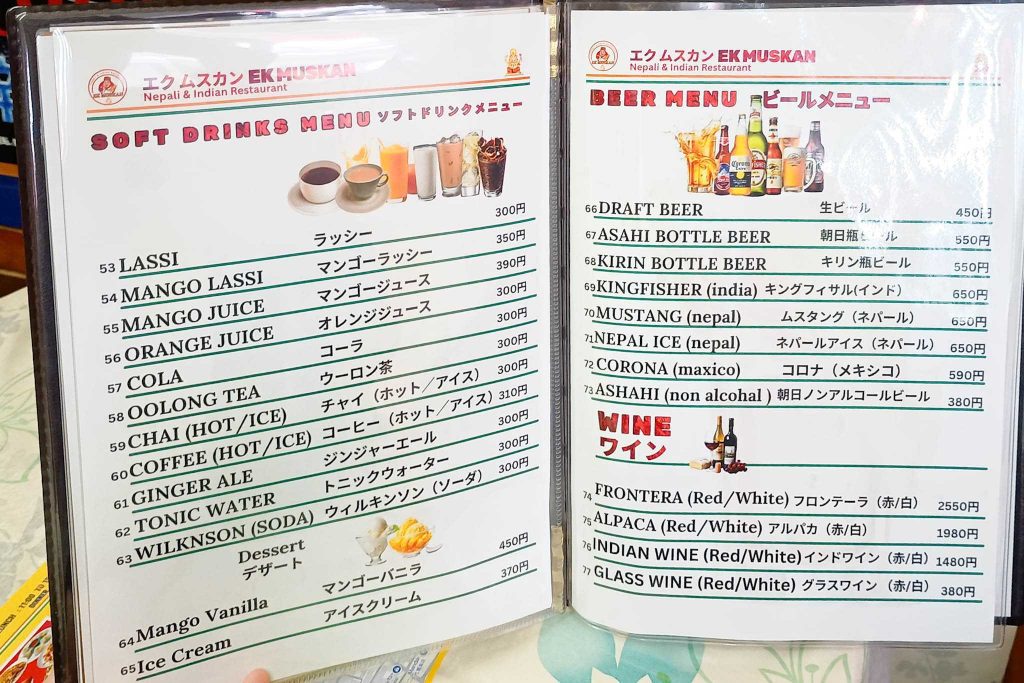 エク ムスカン EK MUSKAN
Nepali & Indian Restaurant
SOFT DRINKS MENU ソフトドリンクメニュー
53 LASSI ラッシー 300円
54 MANGO LASSI マンゴーラッシー 350円
55 MANGO JUICE マンゴージュース 390円
56 ORANGE JUICE オレンジジュース 300円
57 COLA コーラ 300円
58 OOLONG TEA ウーロン茶 300円
59 CHAI (HOT/ICE) チャイ（ホット／アイス） 300円
60 COFFEE (HOT/ICE) コーヒー（ホット／アイス） 310円
61 GINGER ALE ジンジャーエール 300円
62 TONIC WATER トニックウォーター 300円
63 WILKNSON (SODA) ウィルキンソン（ソーダ） 300円
Dessert
デザート
64 Mango Vanilla マンゴーバニラ 450円
65 Ice Cream アイスクリーム 370円
エク ムスカン EK MUSKAN
Nepali & Indian Restaurant
BEER MENU ビールメニュー
66 DRAFT BEER 生ビール 450円
67 ASAHI BOTTLE BEER 朝日瓶ビール 550円
68 KIRIN BOTTLE BEER キリン瓶ビール 550円
69 KINGFISHER (india) キングフィサル(インド） 650円
70 MUSTANG (nepal) ムスタング（ネパール） 650円
71 NEPAL ICE (nepal) ネパールアイス（ネパール） 650円
72 CORONA (maxico) コロナ（メキシコ） 590円
73 ASHAHI (non alcohal ) 朝日ノンアルコールビール 380円
WINE
ワイン
74 FRONTERA (Red/White) フロンテーラ（赤/白） 2550円
75 ALPACA (Red/White) アルパカ（赤/白） 1980円
76 INDIAN WINE (Red/White) インドワイン（赤/白） 1480円
77 GLASS WINE (Red/White) グラスワイン （赤/白） 380円